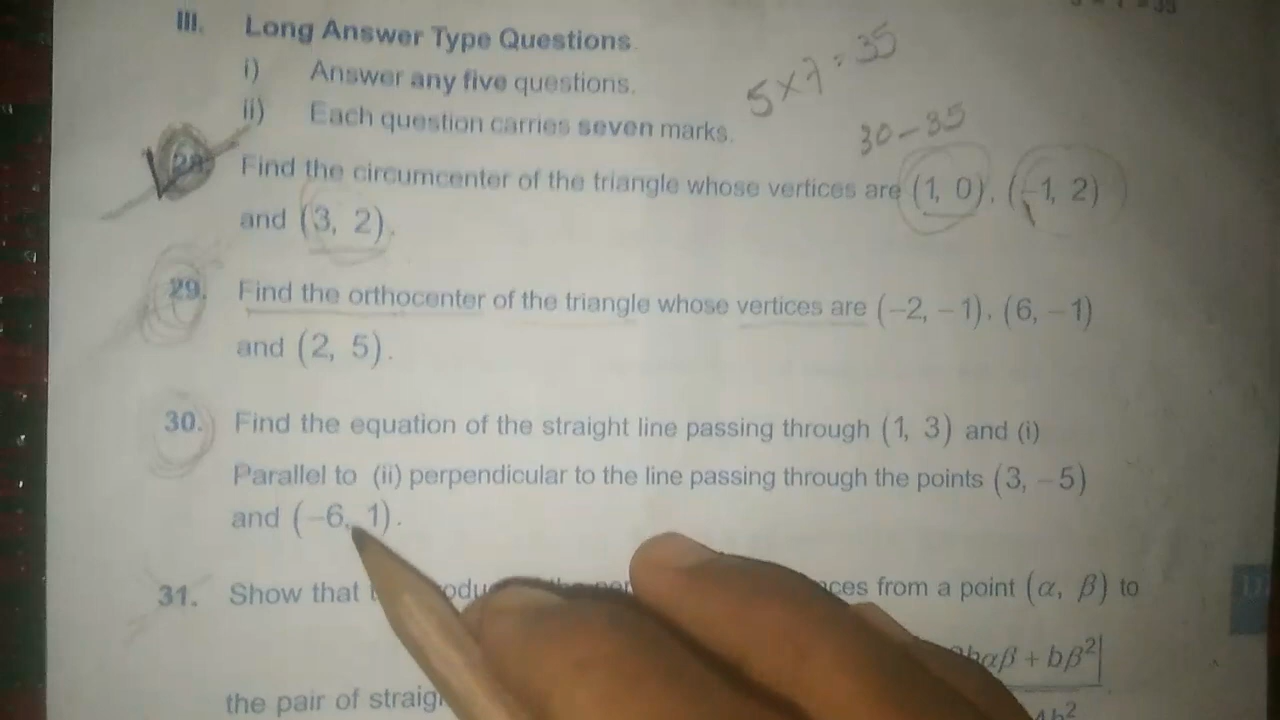 III. Long Answer Type Questions.
i) Answer any five questions.
5 x 7 = 35
ii) Each question carries seven marks.
30 - 35
28. Find the circumcenter of the triangle whose vertices are (1, 0), (-1, 2)
and (3, 2).
29. Find the orthocenter of the triangle whose vertices are (-2, -1), (6, -1)
and (2, 5).
30. Find the equation of the straight line passing through (1, 3) and (i)
Parallel to (ii) perpendicular to the line passing through the points (3, -5)
and (-6, 1).
31. Show that from a point (α, β) to
αβ + bβ²|
the pair of